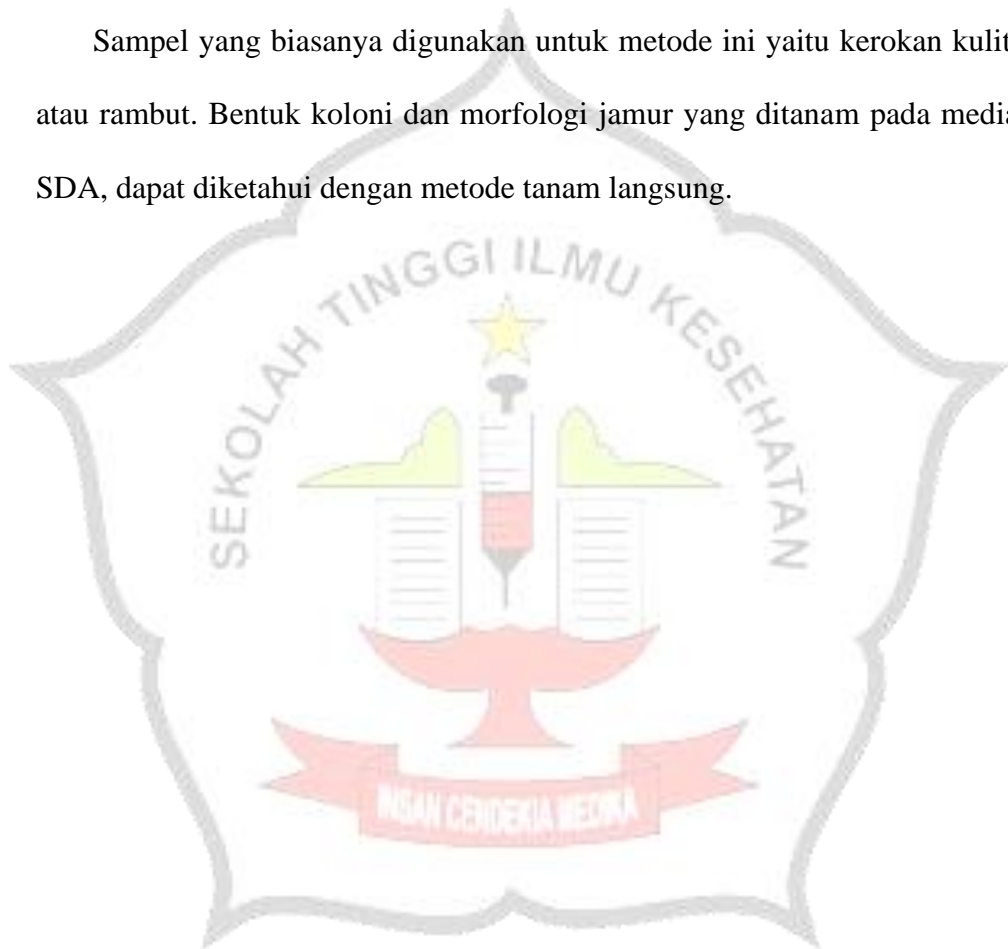 Sampel yang biasanya digunakan untuk metode ini yaitu kerokan kulit
atau rambut. Bentuk koloni dan morfologi jamur yang ditanam pada media
SDA, dapat diketahui dengan metode tanam langsung.
SEKOLAH TINGGI ILMU KESEHATAN
INSAN CENDEKIA MEDIKA